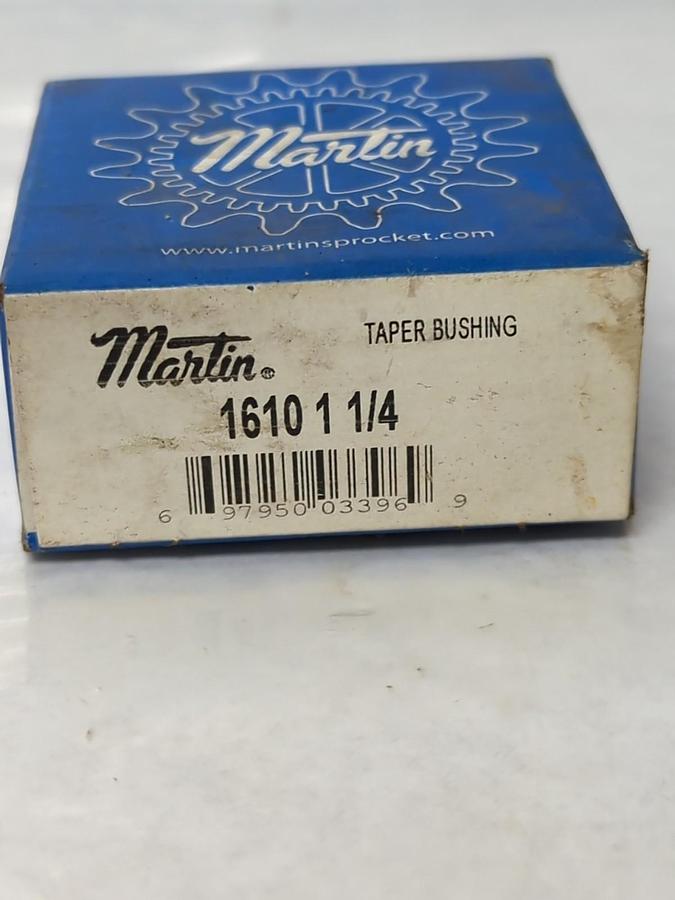 Martin
www.martinsprocket.com
Martin®
TAPER BUSHING
1610 1 1/4
6 97950 03396 9